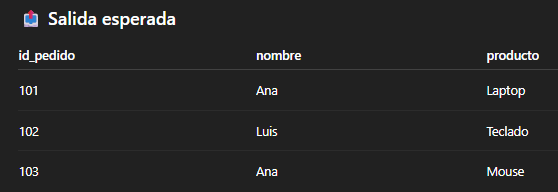 Salida esperada
id_pedido nombre producto
101 Ana Laptop
102 Luis Teclado
103 Ana Mouse